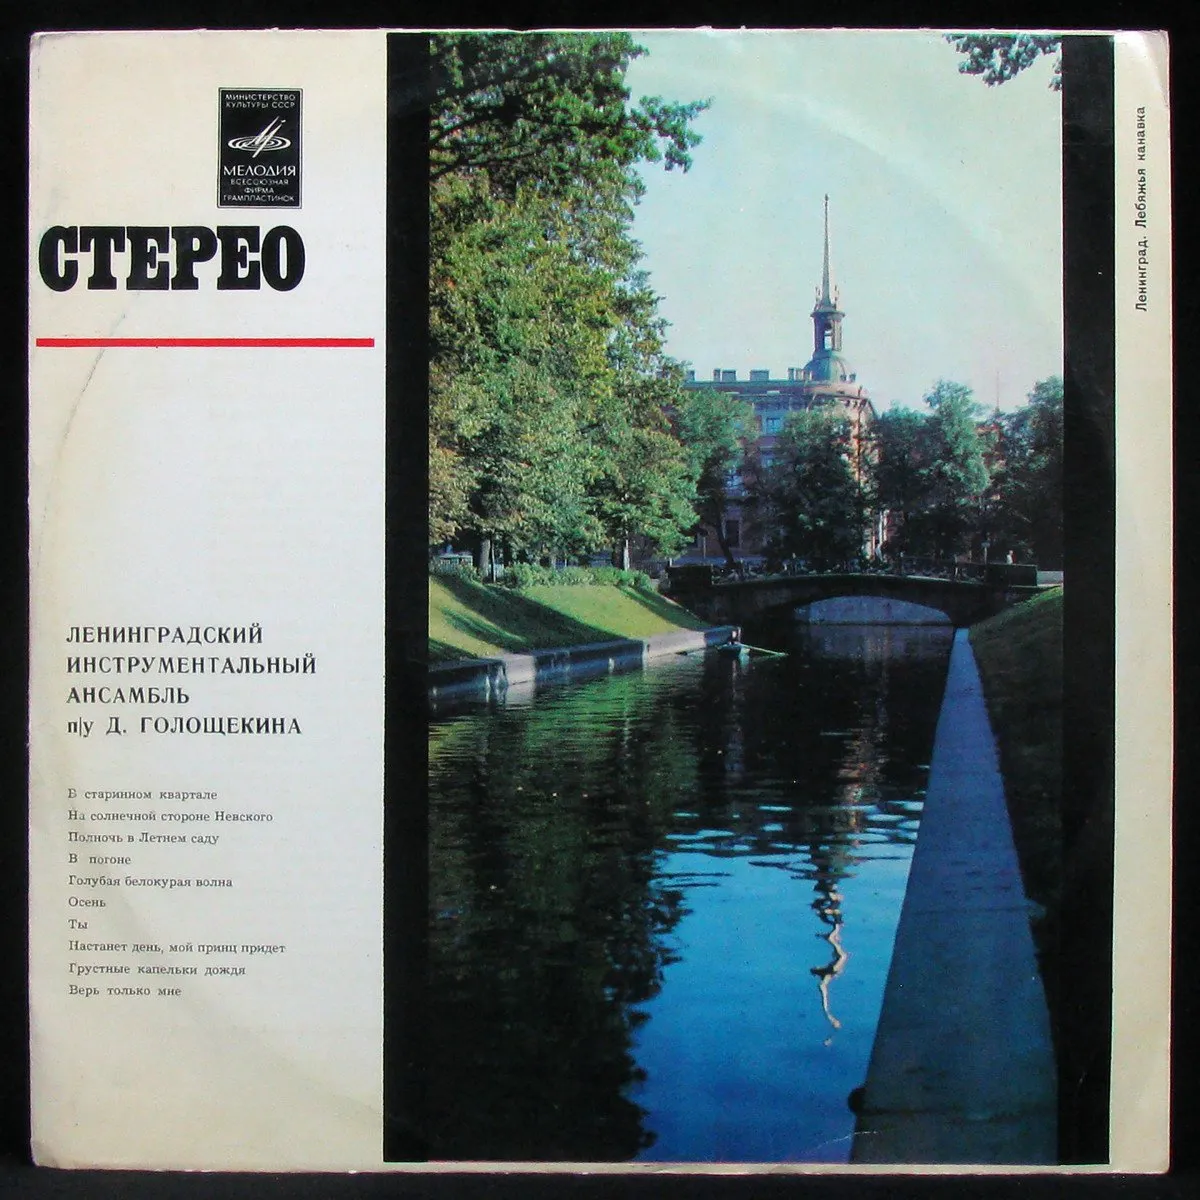 МИНИСТЕРСТВО
КУЛЬТУРЫ СССР
МЕЛОДИЯ
ВСЕСОЮЗНАЯ
ФИРМА
ГРАМПЛАСТИНОК
СТЕРЕО
ЛЕНИНГРАДСКИЙ
ИНСТРУМЕНТАЛЬНЫЙ
АНСАМБЛЬ
п/у Д. ГОЛОЩЕКИНА
В старинном квартале
На солнечной стороне Невского
Полночь в Летнем саду
В погоне
Голубая белокурая волна
Осень
Ты
Настанет день, мой принц придет
Грустные капельки дождя
Верь только мне
Ленинград. Лебяжья канавка